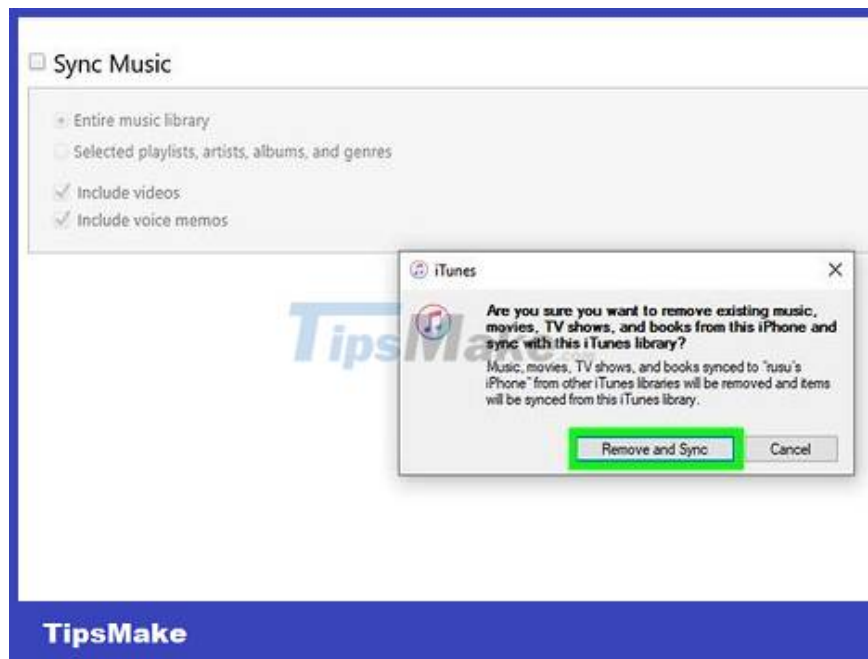 Sync Music
Entire music library
Selected playlists, artists, albums, and genres
Include videos
Include voice memos
iTunes
Are you sure you want to remove existing music,
movies, TV shows, and books from this iPhone and
sync with this iTunes library?
Music, movies, TV shows, and books synced to "rusu's
iPhone" from other iTunes libraries will be removed and items
will be synced from this iTunes library.
Remove and Sync
Cancel
TipsMake.com
TipsMake